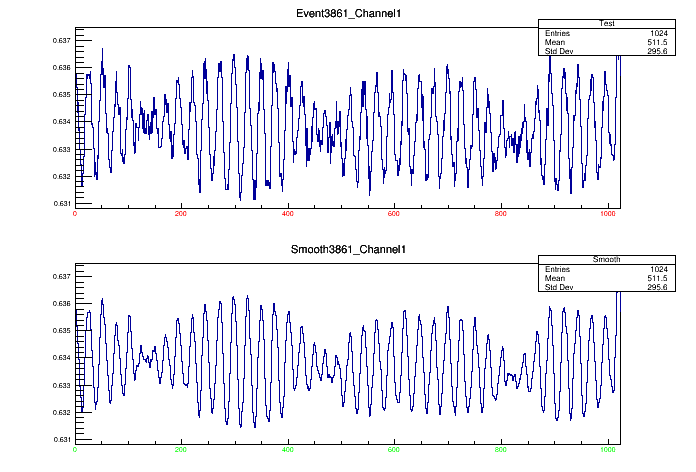 Event3861_Channel1
Test
Entries 1024
Mean 511.5
Std Dev 295.6
0.637
0.636
0.635
0.634
0.633
0.632
0.631
0 200 400 600 800 1000
Smooth3861_Channel1
Smooth
Entries 1024
Mean 511.5
Std Dev 295.6
0.637
0.636
0.635
0.634
0.633
0.632
0.631
0 200 400 600 800 1000